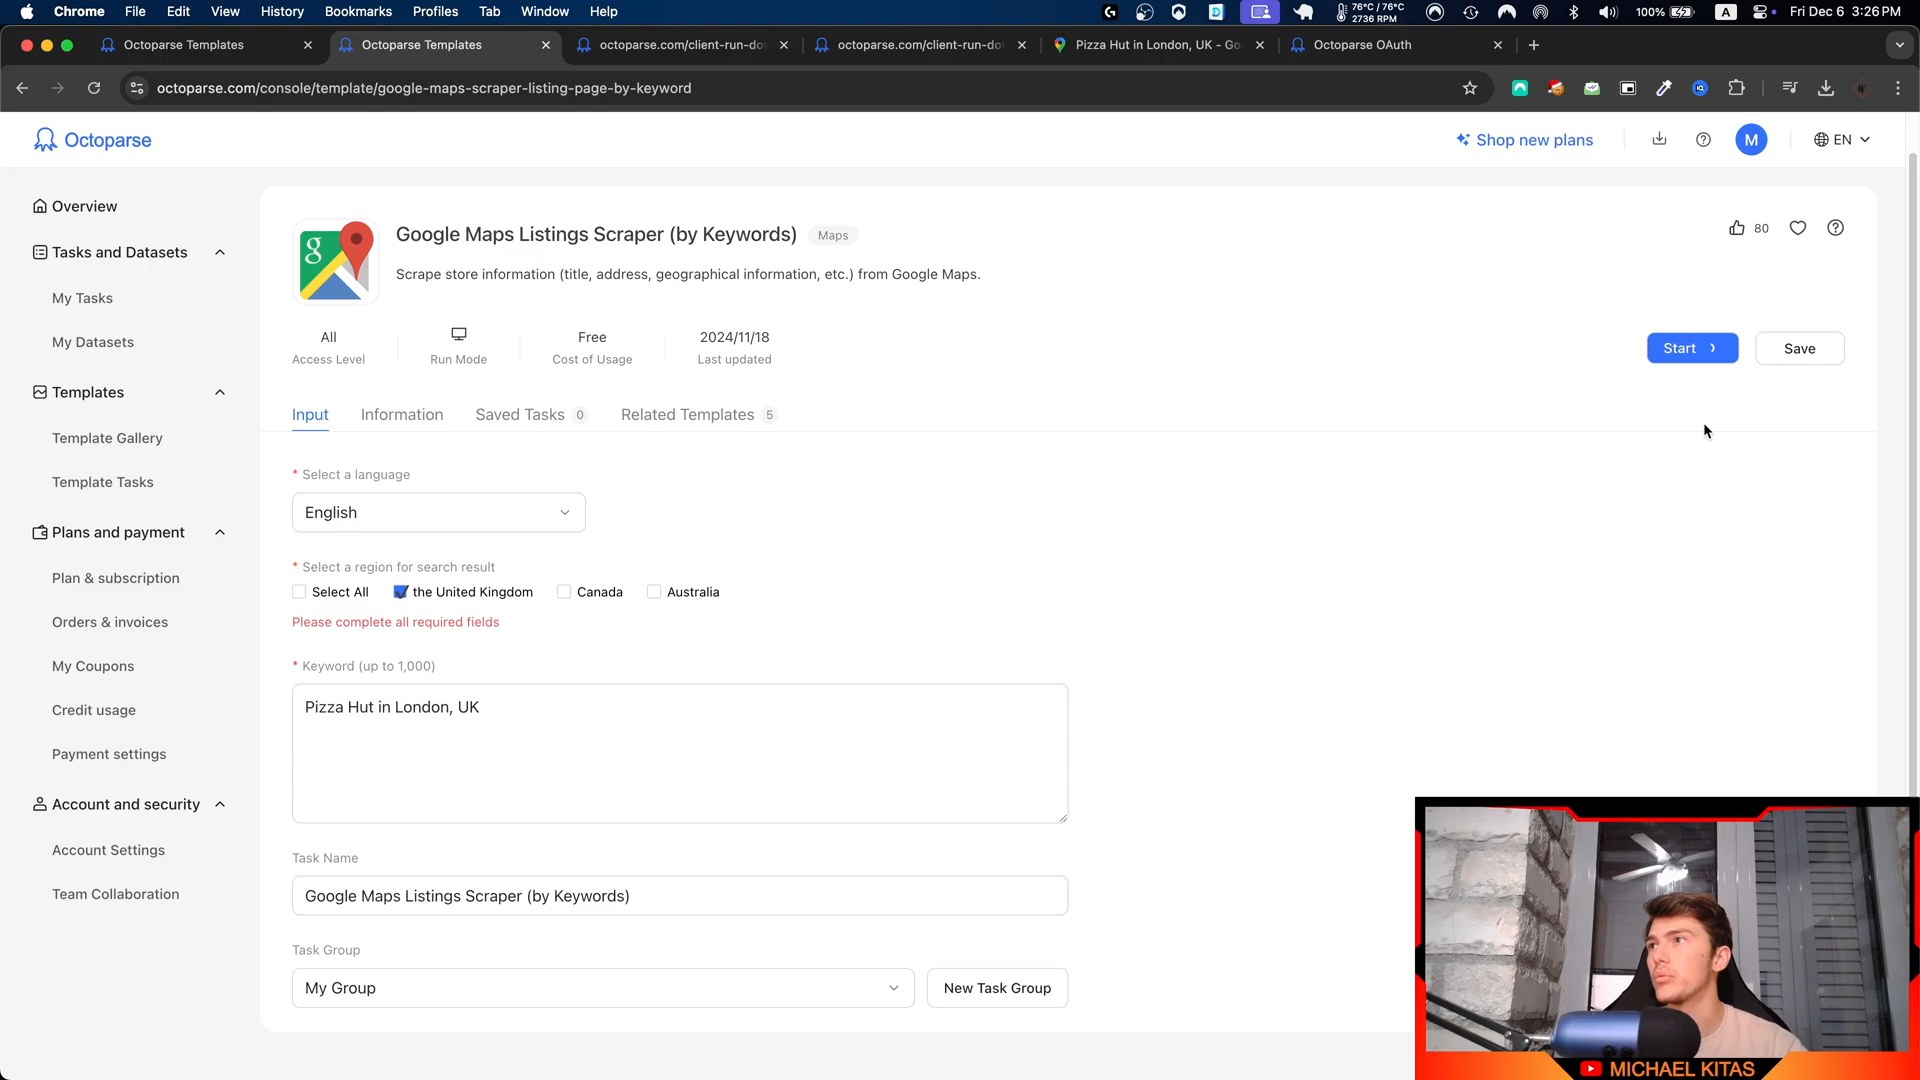 Chrome File Edit View History Bookmarks Profiles Tab Window Help
76°C / 76°C
2736 RPM
100% A Fri Dec 6 3:26 PM
Octoparse Templates
Octoparse Templates
octoparse.com/client-run-do
octoparse.com/client-run-do
Pizza Hut in London, UK - Go
Octoparse OAuth
octoparse.com/console/template/google-maps-scraper-listing-page-by-keyword
Octoparse
Shop new plans
M
EN
Overview
Tasks and Datasets
My Tasks
My Datasets
Templates
Template Gallery
Template Tasks
Plans and payment
Plan & subscription
Orders & invoices
My Coupons
Credit usage
Payment settings
Account and security
Account Settings
Team Collaboration
g
Google Maps Listings Scraper (by Keywords) Maps
80
Scrape store information (title, address, geographical information, etc.) from Google Maps.
All
Access Level
Run Mode
Free
Cost of Usage
2024/11/18
Last updated
Start
Save
Input Information Saved Tasks 0 Related Templates 5
* Select a language
English
* Select a region for search result
Select All the United Kingdom Canada Australia
Please complete all required fields
* Keyword (up to 1,000)
Pizza Hut in London, UK
Task Name
Google Maps Listings Scraper (by Keywords)
Task Group
My Group
New Task Group
MICHAEL KITAS